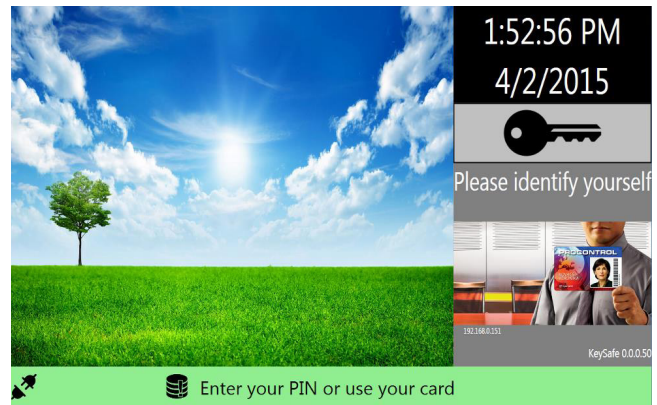 1:52:56 PM
4/2/2015
Please identify yourself
PROCONTROL
192.168.0.151
KeySafe 0.0.0.50
Enter your PIN or use your card